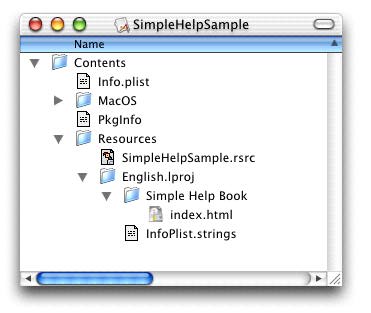 SimpleHelpSample
Name
Contents
Info.plist
MacOS
PkgInfo
Resources
SimpleHelpSample.rsrc
English.lproj
Simple Help Book
index.html
InfoPlist.strings